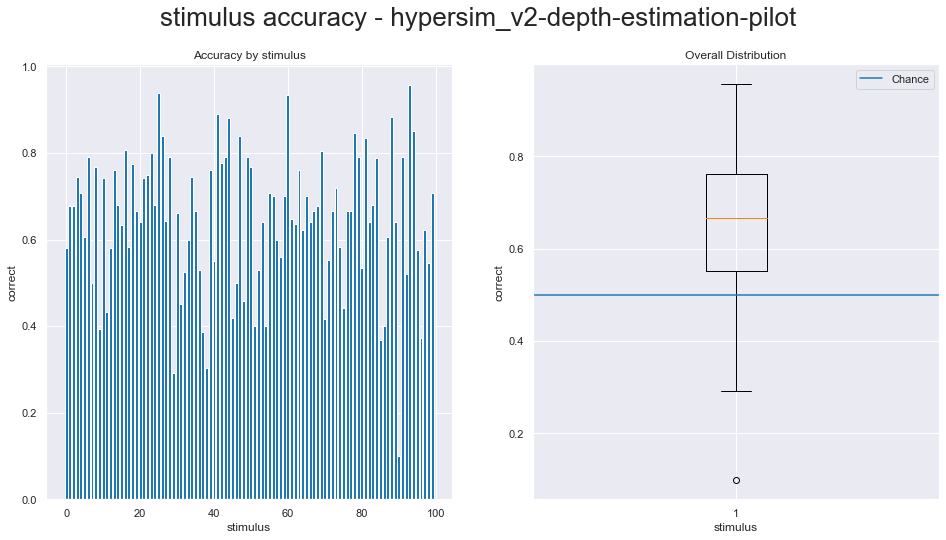 stimulus accuracy - hypersim_v2-depth-estimation-pilot
Accuracy by stimulus
1.0
0.8
0.6
0.4
0.2
0.0
correct
0 20 40 60 80 100
stimulus
Overall Distribution
Chance
0.8
0.6
0.4
0.2
correct
1
stimulus